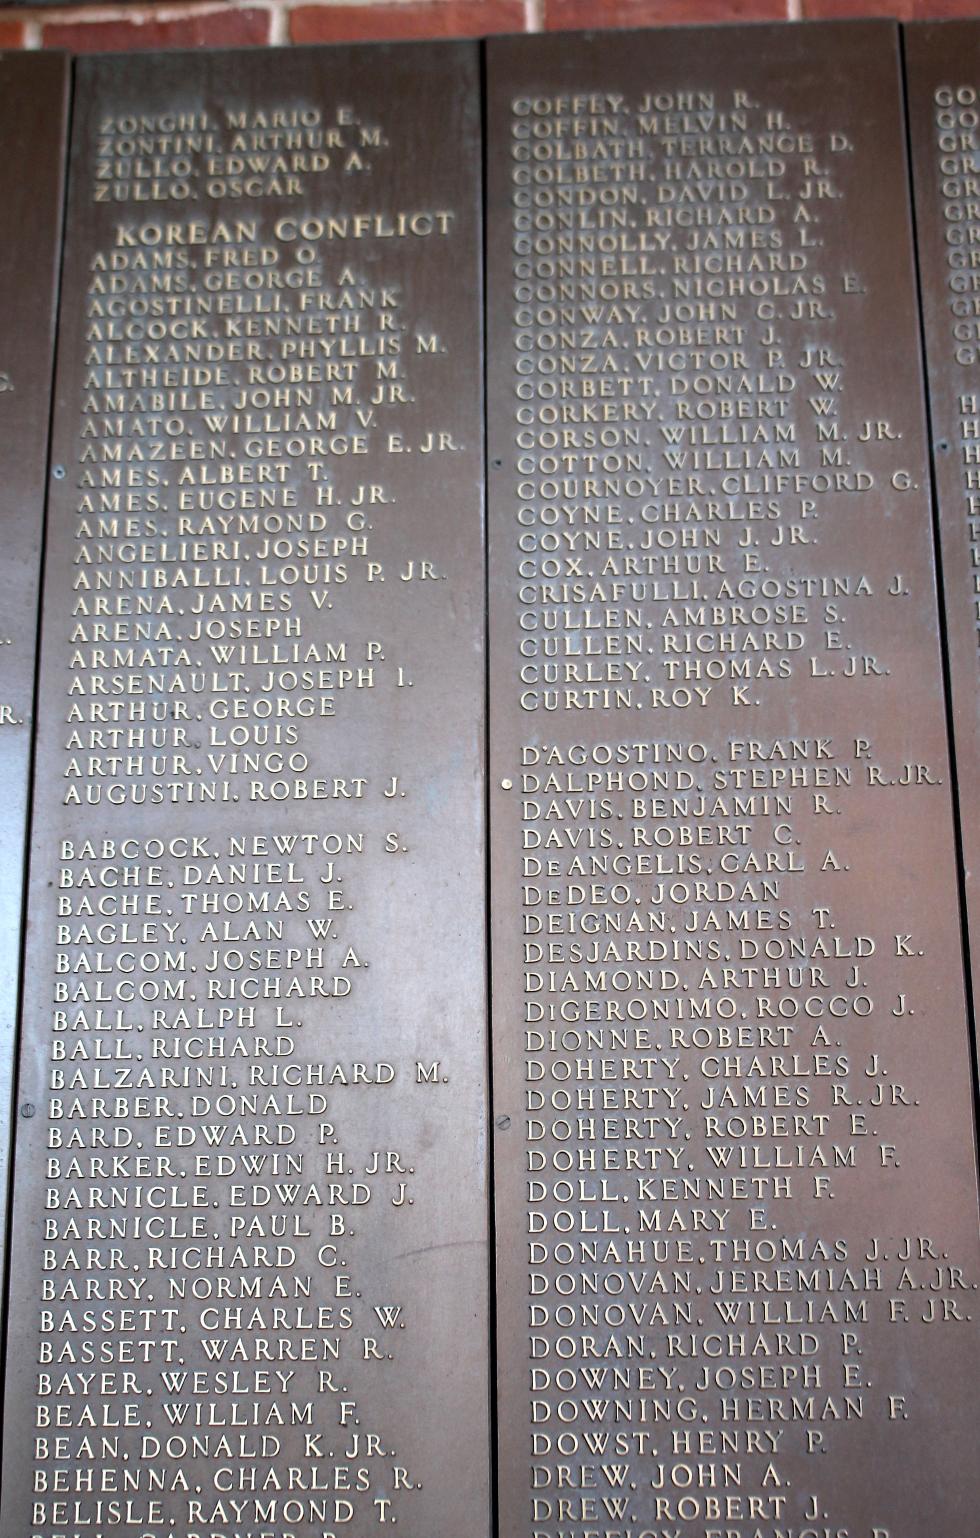 ZONGHI, MARIO E.
ZONTINI, ARTHUR M.
ZULLO, EDWARD A.
ZULLO, OSCAR
KOREAN CONFLICT
ADAMS, FRED O.
ADAMS, GEORGE A.
AGOSTINELLI, FRANK
ALCOCK, KENNETH R.
ALEXANDER, PHYLLIS M.
ALTHEIDE, ROBERT M.
AMABILE, JOHN M. JR.
AMATO, WILLIAM V.
AMAZEEN, GEORGE E. JR.
AMES, ALBERT T.
AMES, EUGENE H. JR.
AMES, RAYMOND G.
ANGELIERI, JOSEPH
ANNIBALLI, LOUIS P. JR.
ARENA, JAMES V.
ARENA, JOSEPH
ARMATA, WILLIAM P.
ARSENAULT, JOSEPH I.
ARTHUR, GEORGE
ARTHUR, LOUIS
ARTHUR, VINGO
AUGUSTINI, ROBERT J.
BABCOCK, NEWTON S.
BACHE, DANIEL J.
BACHE, THOMAS E.
BAGLEY, ALAN W.
BALCOM, JOSEPH A.
BALCOM, RICHARD
BALL, RALPH L.
BALL, RICHARD
BALZARINI, RICHARD M.
BARBER, DONALD
BARD, EDWARD P.
BARKER, EDWIN H. JR.
BARNICLE, EDWARD J.
BARNICLE, PAUL B.
BARR, RICHARD C.
BARRY, NORMAN E.
BASSETT, CHARLES W.
BASSETT, WARREN R.
BAYER, WESLEY R.
BEALE, WILLIAM F.
BEAN, DONALD K. JR.
BEHENNA, CHARLES R.
BELISLE, RAYMOND T.
COFFEY, JOHN R.
COFFIN, MELVIN H.
COLBATH, TERRANCE D.
COLBETH, HAROLD R.
CONDON, DAVID L. JR.
CONLIN, RICHARD A.
CONNOLLY, JAMES L.
CONNELL, RICHARD
CONNORS, NICHOLAS E.
CONWAY, JOHN C. JR.
CONZA, ROBERT J.
CONZA, VICTOR P. JR.
CORBETT, DONALD W.
CORKERY, ROBERT W.
CORSON, WILLIAM M. JR.
COTTON, WILLIAM M.
COURNOYER, CLIFFORD G.
COYNE, CHARLES P.
COYNE, JOHN J. JR.
COX, ARTHUR E.
CRISAFULLI, AGOSTINA J.
CULLEN, AMBROSE S.
CULLEN, RICHARD E.
CURLEY, THOMAS L. JR.
CURTIN, ROY K.
D'AGOSTINO, FRANK P.
DALPHOND, STEPHEN R. JR.
DAVIS, BENJAMIN R.
DAVIS, ROBERT C.
DeANGELIS, CARL A.
DeDEO, JORDAN
DEIGNAN, JAMES T.
DESJARDINS, DONALD K.
DIAMOND, ARTHUR J.
DiGERONIMO, ROCCO J.
DIONNE, ROBERT A.
DOHERTY, CHARLES J.
DOHERTY, JAMES R. JR.
DOHERTY, ROBERT E.
DOHERTY, WILLIAM F.
DOLL, KENNETH F.
DOLL, MARY E.
DONAHUE, THOMAS J. JR.
DONOVAN, JEREMIAH A. JR.
DONOVAN, WILLIAM F. JR.
DORAN, RICHARD P.
DOWNEY, JOSEPH E.
DOWNING, HERMAN F.
DOWST, HENRY P.
DREW, JOHN A.
DREW, ROBERT J.